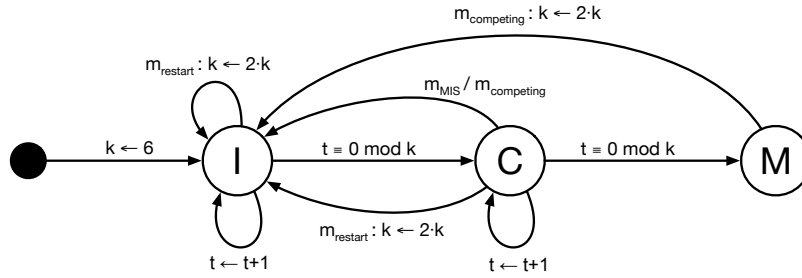 m_competing : k ← 2·k
m_restart : k ← 2·k
m_MIS / m_competing
k ← 6
I
t ≡ 0 mod k
C
t ≡ 0 mod k
M
m_restart : k ← 2·k
t ← t+1
t ← t+1